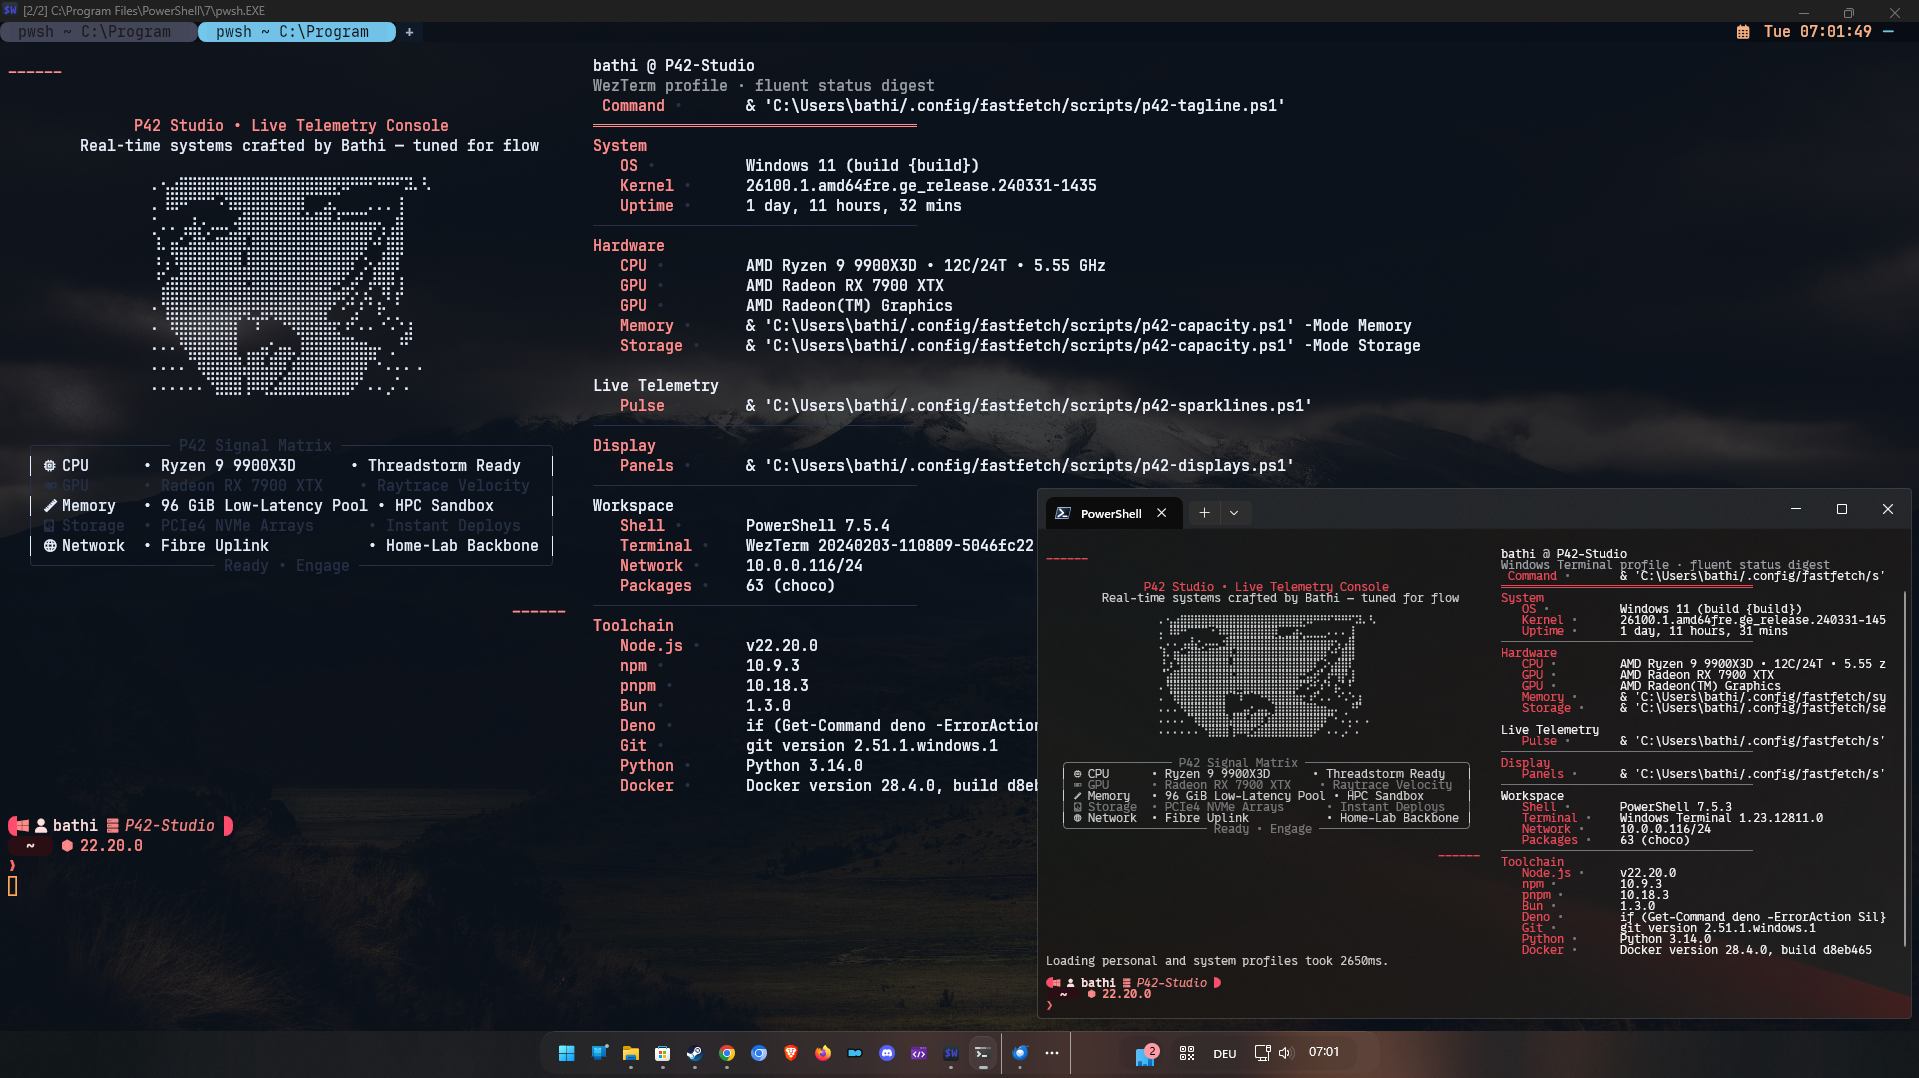 [2/2] C:\Program Files\PowerShell\7\pwsh.EXE
pwsh ~ C:\Program
pwsh ~ C:\Program
+
Tue 07:01:49 —
------
P42 Studio • Live Telemetry Console
Real-time systems crafted by Bathi — tuned for flow
P42 Signal Matrix
CPU • Ryzen 9 9900X3D • Threadstorm Ready
GPU • Radeon RX 7900 XTX • Raytrace Velocity
Memory • 96 GiB Low-Latency Pool • HPC Sandbox
Storage • PCIe4 NVMe Arrays • Instant Deploys
Network • Fibre Uplink • Home-Lab Backbone
Ready • Engage
------
bathi @ P42-Studio
WezTerm profile · fluent status digest
Command · & 'C:\Users\bathi/.config/fastfetch/scripts/p42-tagline.ps1'
System
OS · Windows 11 (build {build})
Kernel · 26100.1.amd64fre.ge_release.240331-1435
Uptime · 1 day, 11 hours, 32 mins
Hardware
CPU · AMD Ryzen 9 9900X3D • 12C/24T • 5.55 GHz
GPU · AMD Radeon RX 7900 XTX
GPU · AMD Radeon(TM) Graphics
Memory · & 'C:\Users\bathi/.config/fastfetch/scripts/p42-capacity.ps1' -Mode Memory
Storage · & 'C:\Users\bathi/.config/fastfetch/scripts/p42-capacity.ps1' -Mode Storage
Live Telemetry
Pulse · & 'C:\Users\bathi/.config/fastfetch/scripts/p42-sparklines.ps1'
Display
Panels · & 'C:\Users\bathi/.config/fastfetch/scripts/p42-displays.ps1'
Workspace
Shell · PowerShell 7.5.4
Terminal · WezTerm 20240203-110809-5046fc22
Network · 10.0.0.116/24
Packages · 63 (choco)
Toolchain
Node.js · v22.20.0
npm · 10.9.3
pnpm · 10.18.3
Bun · 1.3.0
Deno · if (Get-Command deno -ErrorAction
Git · git version 2.51.1.windows.1
Python · Python 3.14.0
Docker · Docker version 28.4.0, build d8eb
bathi P42-Studio
~ 22.20.0
❯
PowerShell
------
P42 Studio • Live Telemetry Console
Real-time systems crafted by Bathi — tuned for flow
P42 Signal Matrix
CPU • Ryzen 9 9900X3D • Threadstorm Ready
GPU • Radeon RX 7900 XTX • Raytrace Velocity
Memory • 96 GiB Low-Latency Pool • HPC Sandbox
Storage • PCIe4 NVMe Arrays • Instant Deploys
Network • Fibre Uplink • Home-Lab Backbone
Ready • Engage
------
bathi @ P42-Studio
Windows Terminal profile · fluent status digest
Command · & 'C:\Users\bathi/.config/fastfetch/s'
System
OS · Windows 11 (build {build})
Kernel · 26100.1.amd64fre.ge_release.240331-145
Uptime · 1 day, 11 hours, 31 mins
Hardware
CPU · AMD Ryzen 9 9900X3D • 12C/24T • 5.55 z
GPU · AMD Radeon RX 7900 XTX
GPU · AMD Radeon(TM) Graphics
Memory · & 'C:\Users\bathi/.config/fastfetch/sy
Storage · & 'C:\Users\bathi/.config/fastfetch/se
Live Telemetry
Pulse · & 'C:\Users\bathi/.config/fastfetch/s'
Display
Panels · & 'C:\Users\bathi/.config/fastfetch/s'
Workspace
Shell · PowerShell 7.5.3
Terminal · Windows Terminal 1.23.12811.0
Network · 10.0.0.116/24
Packages · 63 (choco)
Toolchain
Node.js · v22.20.0
npm · 10.9.3
pnpm · 10.18.3
Bun · 1.3.0
Deno · if (Get-Command deno -ErrorAction Sil}
Git · git version 2.51.1.windows.1
Python · Python 3.14.0
Docker · Docker version 28.4.0, build d8eb465
Loading personal and system profiles took 2650ms.
bathi P42-Studio
~ 22.20.0
❯
2
DEU
07:01